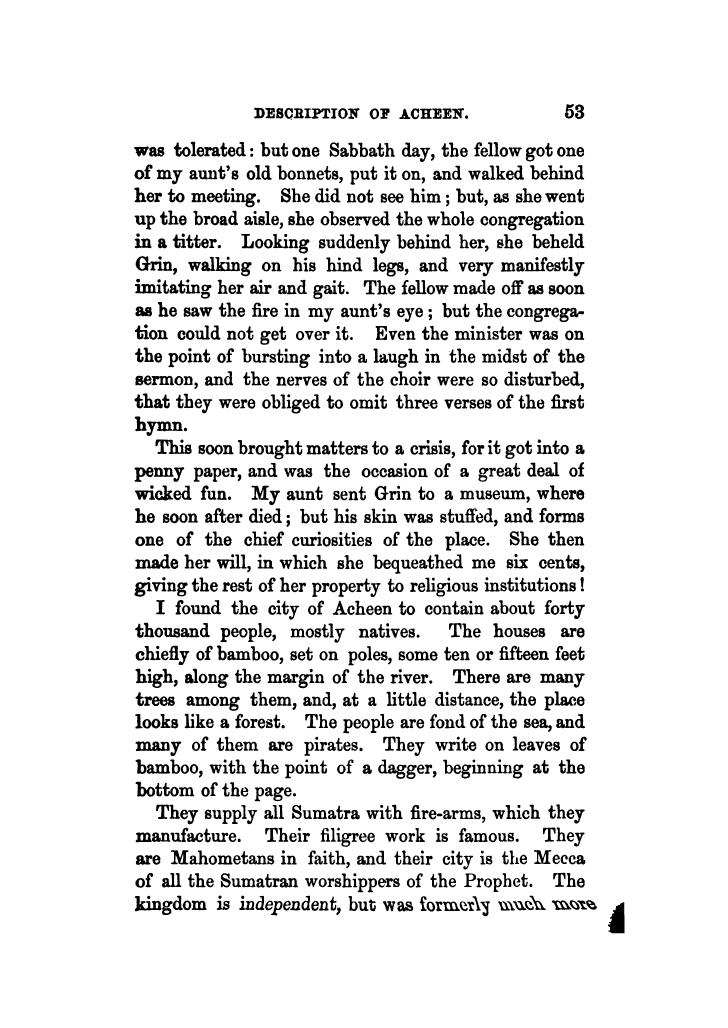 DESCRIPTION OF ACHEEN. 53
was tolerated: but one Sabbath day, the fellow got one
of my aunt's old bonnets, put it on, and walked behind
her to meeting. She did not see him; but, as she went
up the broad aisle, she observed the whole congregation
in a titter. Looking suddenly behind her, she beheld
Grin, walking on his hind legs, and very manifestly
imitating her air and gait. The fellow made off as soon
as he saw the fire in my aunt's eye; but the congrega-
tion could not get over it. Even the minister was on
the point of bursting into a laugh in the midst of the
sermon, and the nerves of the choir were so disturbed,
that they were obliged to omit three verses of the first
hymn.
This soon brought matters to a crisis, for it got into a
penny paper, and was the occasion of a great deal of
wicked fun. My aunt sent Grin to a museum, where
he soon after died; but his skin was stuffed, and forms
one of the chief curiosities of the place. She then
made her will, in which she bequeathed me six cents,
giving the rest of her property to religious institutions!
I found the city of Acheen to contain about forty
thousand people, mostly natives. The houses are
chiefly of bamboo, set on poles, some ten or fifteen feet
high, along the margin of the river. There are many
trees among them, and, at a little distance, the place
looks like a forest. The people are fond of the sea, and
many of them are pirates. They write on leaves of
bamboo, with the point of a dagger, beginning at the
bottom of the page.
They supply all Sumatra with fire-arms, which they
manufacture. Their filigree work is famous. They
are Mahometans in faith, and their city is the Mecca
of all the Sumatran worshippers of the Prophet. The
kingdom is independent, but was formerly much more